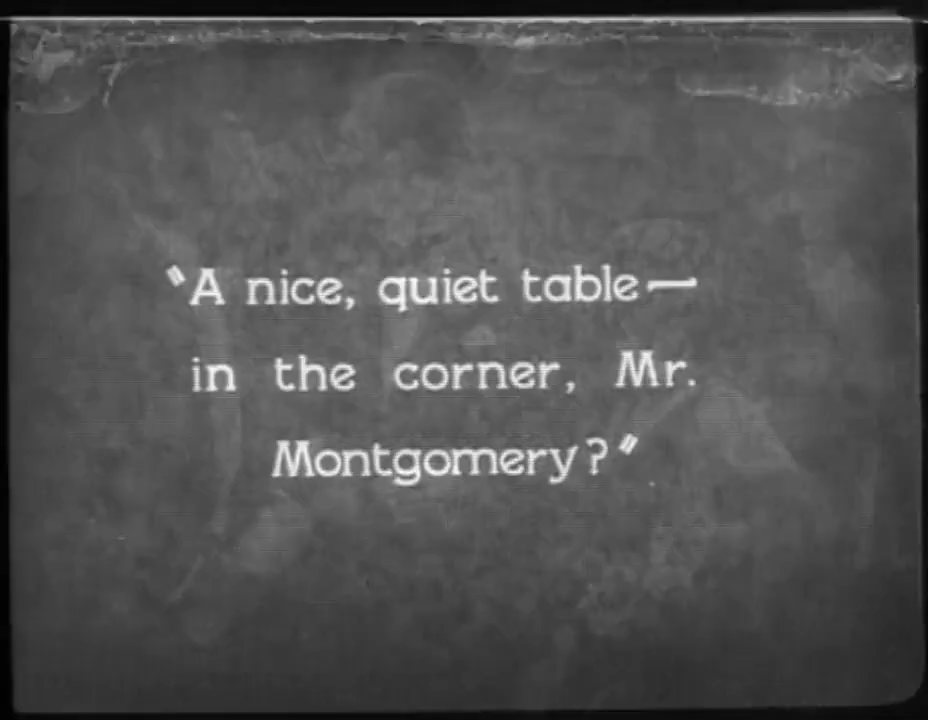 "A nice, quiet table—
in the corner, Mr.
Montgomery?"